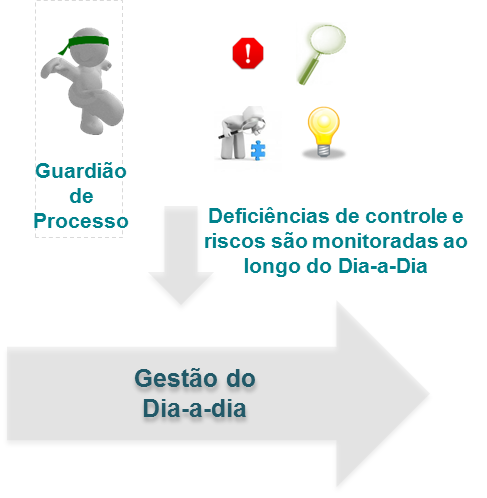 Guardião
de
Processo
Deficiências de controle e
riscos são monitoradas ao
longo do Dia-a-Dia
Gestão do
Dia-a-dia